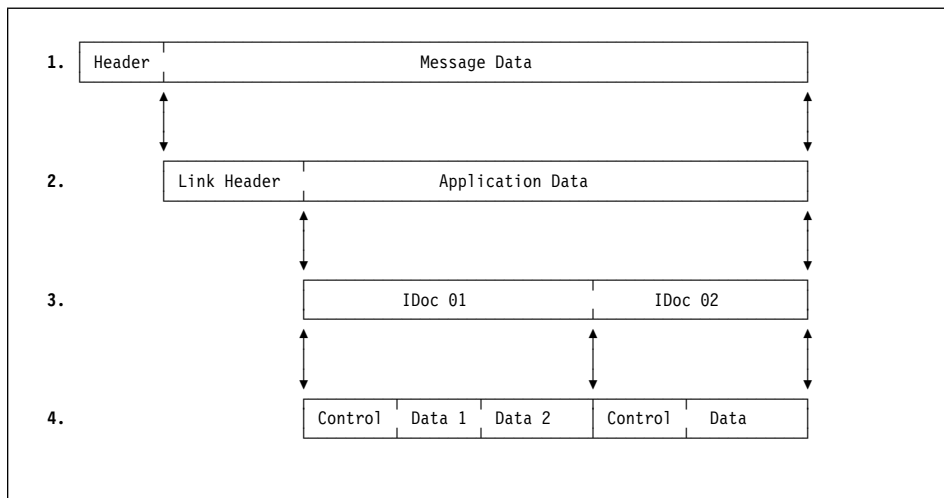 1. Header Message Data
2. Link Header Application Data
3. IDoc 01 IDoc 02
4. Control Data 1 Data 2 Control Data